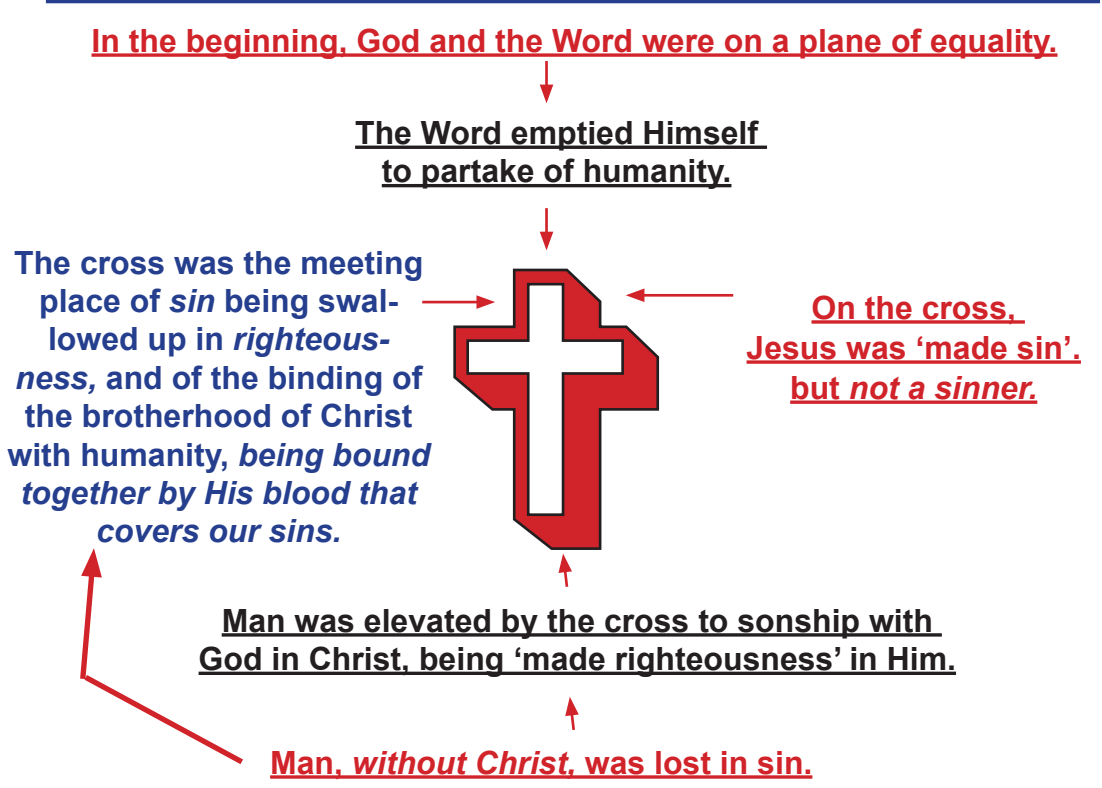 In the beginning, God and the Word were on a plane of equality.
The Word emptied Himself
to partake of humanity.
The cross was the meeting
place of sin being swal-
lowed up in righteous-
ness, and of the binding of
the brotherhood of Christ
with humanity, being bound
together by His blood that
covers our sins.
On the cross,
Jesus was ‘made sin’.
but not a sinner.
Man was elevated by the cross to sonship with
God in Christ, being ‘made righteousness’ in Him.
Man, without Christ, was lost in sin.